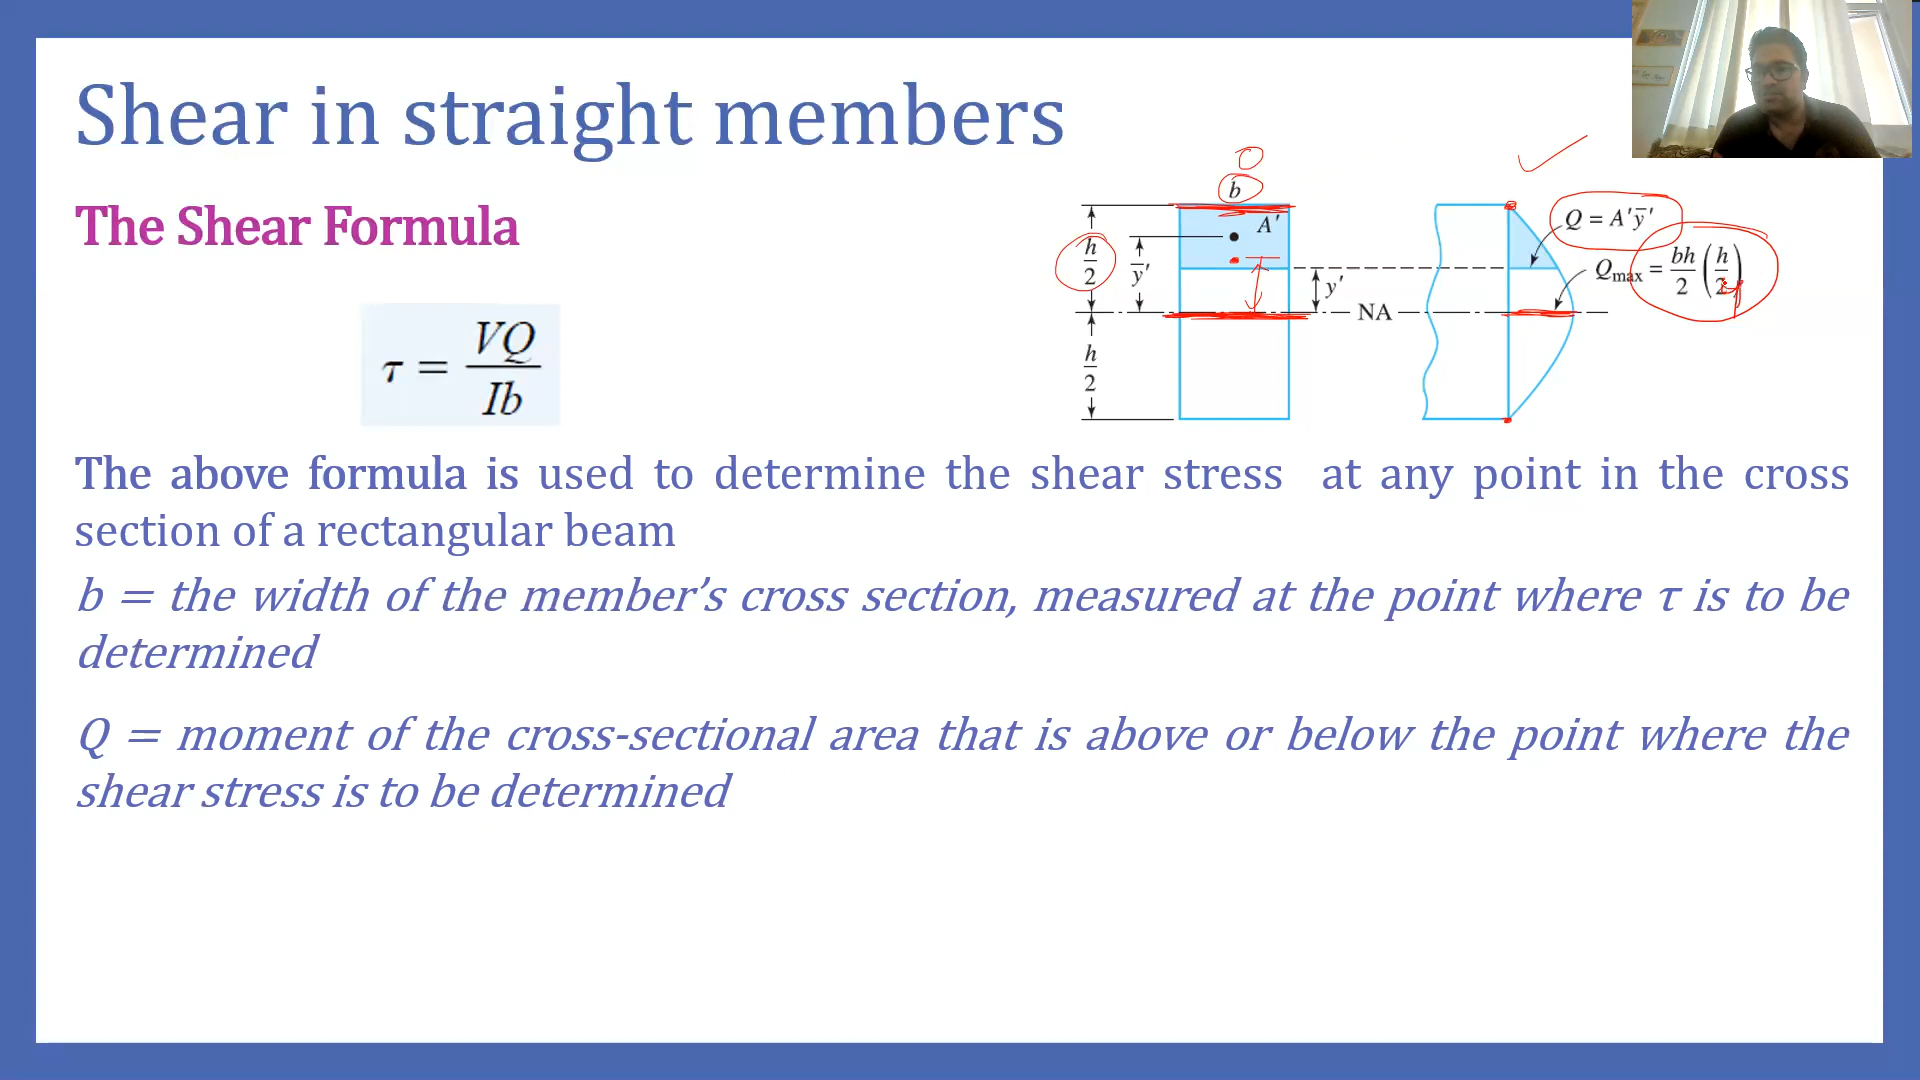 Shear in straight members
The Shear Formula
τ = VQ / Ib
0
b
A'
h/2
y̅'
y'
NA
h/2
Q = A'y̅'
Qmax = bh/2 (h/2)
4
The above formula is used to determine the shear stress at any point in the cross
section of a rectangular beam
b = the width of the member's cross section, measured at the point where τ is to be
determined
Q = moment of the cross-sectional area that is above or below the point where the
shear stress is to be determined